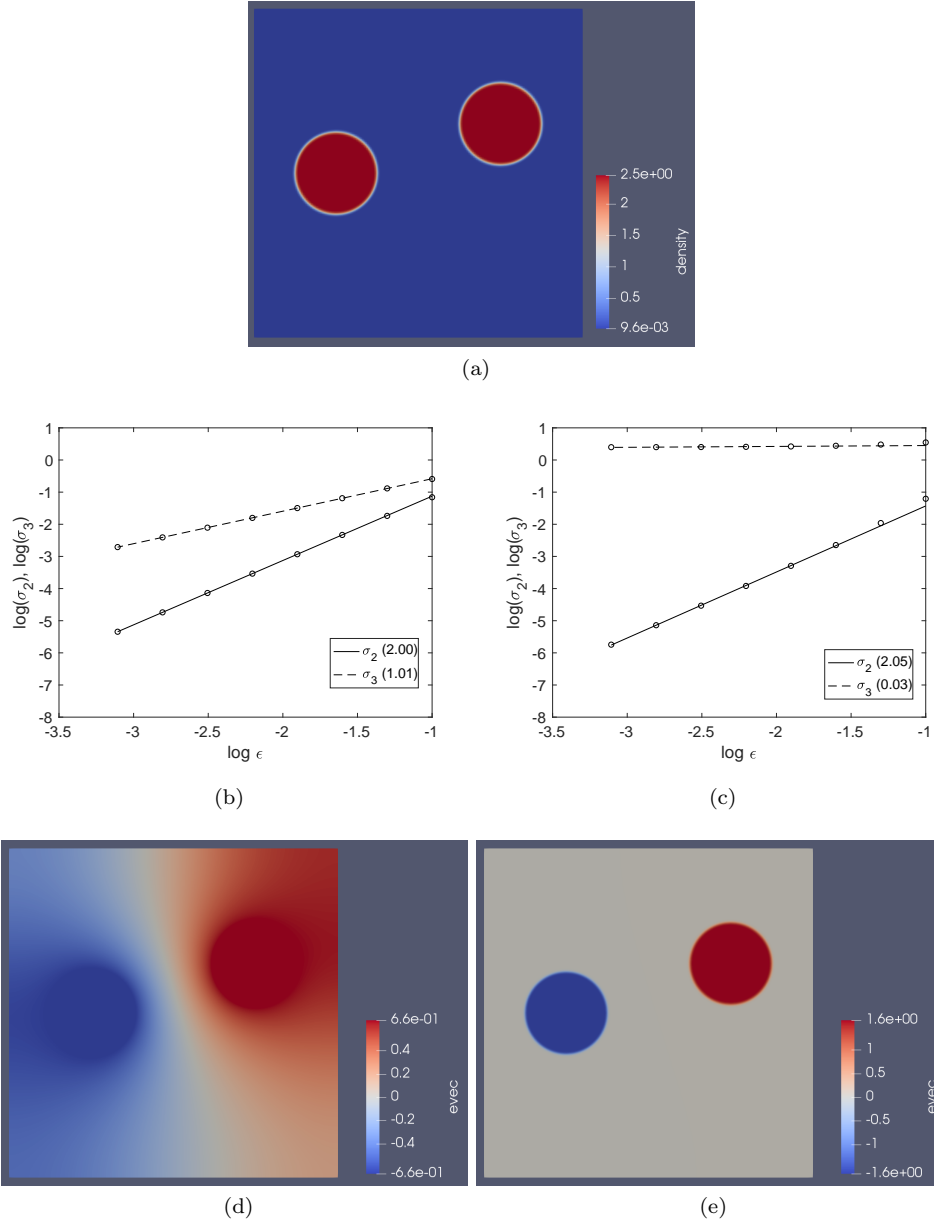 2.5e+00
2
1.5
1
0.5
9.6e-03
density
(a)
1
0
-1
-2
-3
-4
-5
-6
-7
-8
-3.5
-3
-2.5
-2
-1.5
-1
log(σ2), log(σ3)
log ϵ
σ2 (2.00)
σ3 (1.01)
(b)
1
0
-1
-2
-3
-4
-5
-6
-7
-8
-3.5
-3
-2.5
-2
-1.5
-1
log(σ2), log(σ3)
log ϵ
σ2 (2.05)
σ3 (0.03)
(c)
6.6e-01
0.4
0.2
0
-0.2
-0.4
-6.6e-01
evec
(d)
1.6e+00
1
0.5
0
-0.5
-1
-1.6e+00
evec
(e)